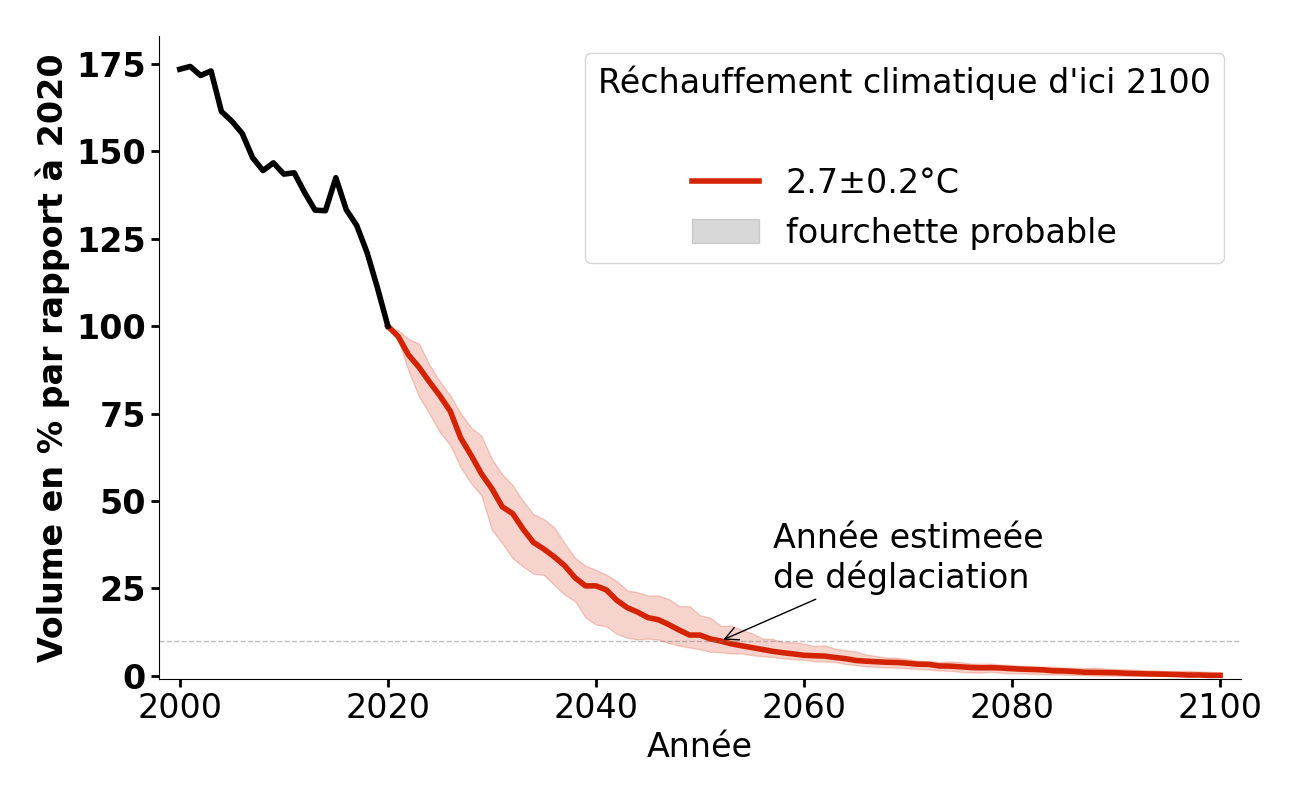 Volume en % par rapport à 2020
175
150
125
100
75
50
25
0
Réchauffement climatique d'ici 2100
2.7±0.2°C
fourchette probable
Année estimeée
de déglaciation
2000 2020 2040 2060 2080 2100
Année